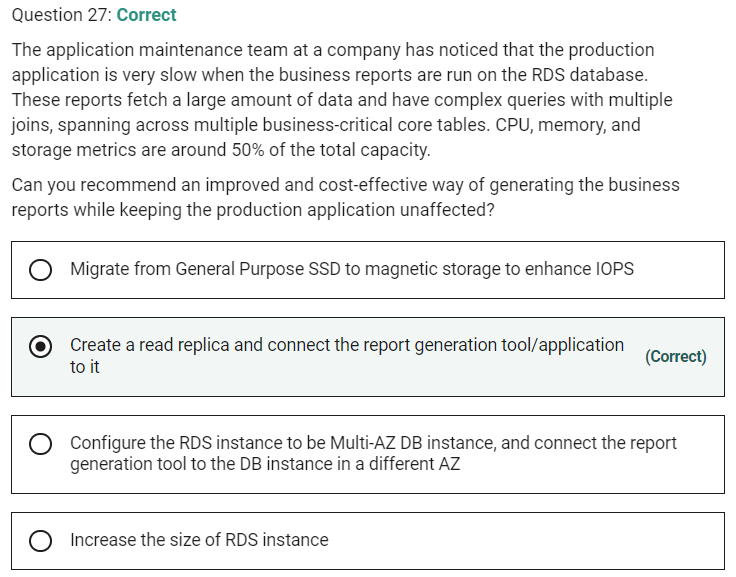 Question 27: Correct
The application maintenance team at a company has noticed that the production
application is very slow when the business reports are run on the RDS database.
These reports fetch a large amount of data and have complex queries with multiple
joins, spanning across multiple business-critical core tables. CPU, memory, and
storage metrics are around 50% of the total capacity.
Can you recommend an improved and cost-effective way of generating the business
reports while keeping the production application unaffected?
Migrate from General Purpose SSD to magnetic storage to enhance IOPS
Create a read replica and connect the report generation tool/application
to it
(Correct)
Configure the RDS instance to be Multi-AZ DB instance, and connect the report
generation tool to the DB instance in a different AZ
Increase the size of RDS instance